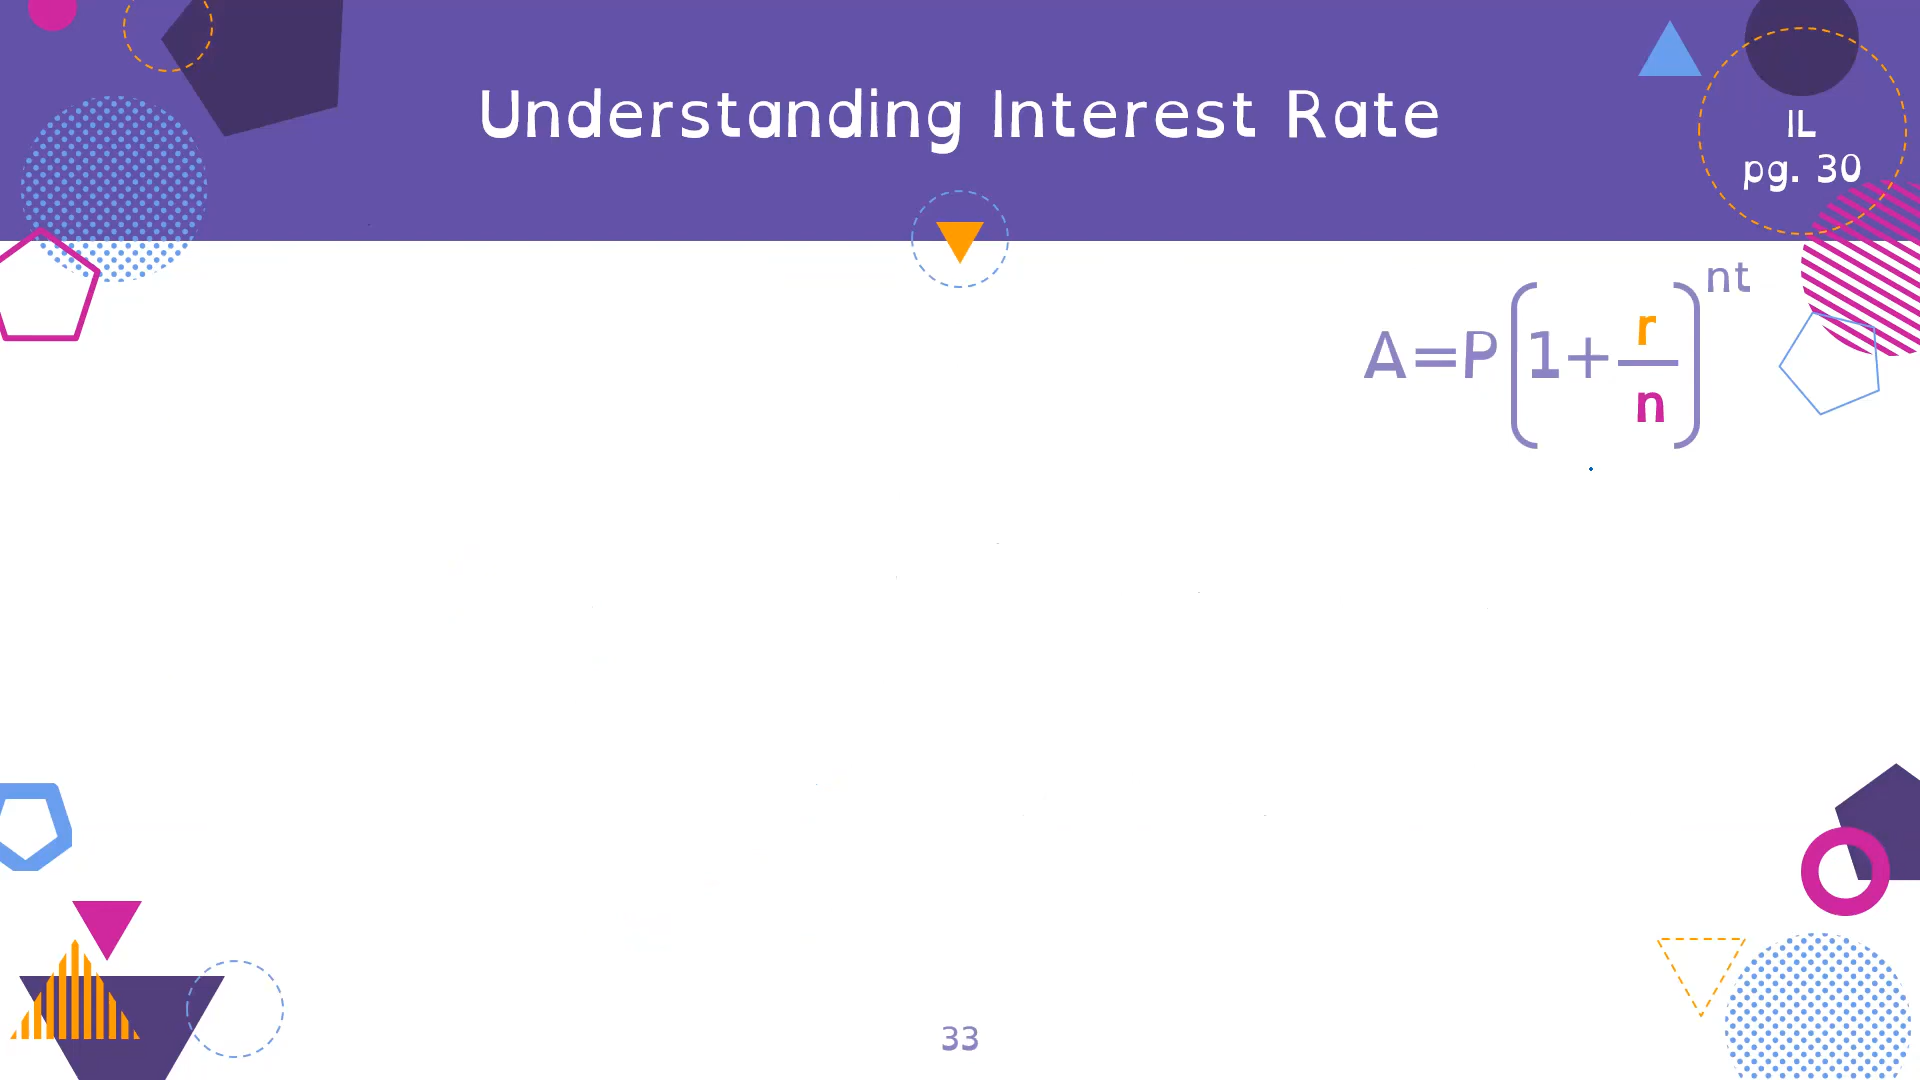 Understanding Interest Rate
IL
pg. 30
A=P(1+r/n)^nt
33